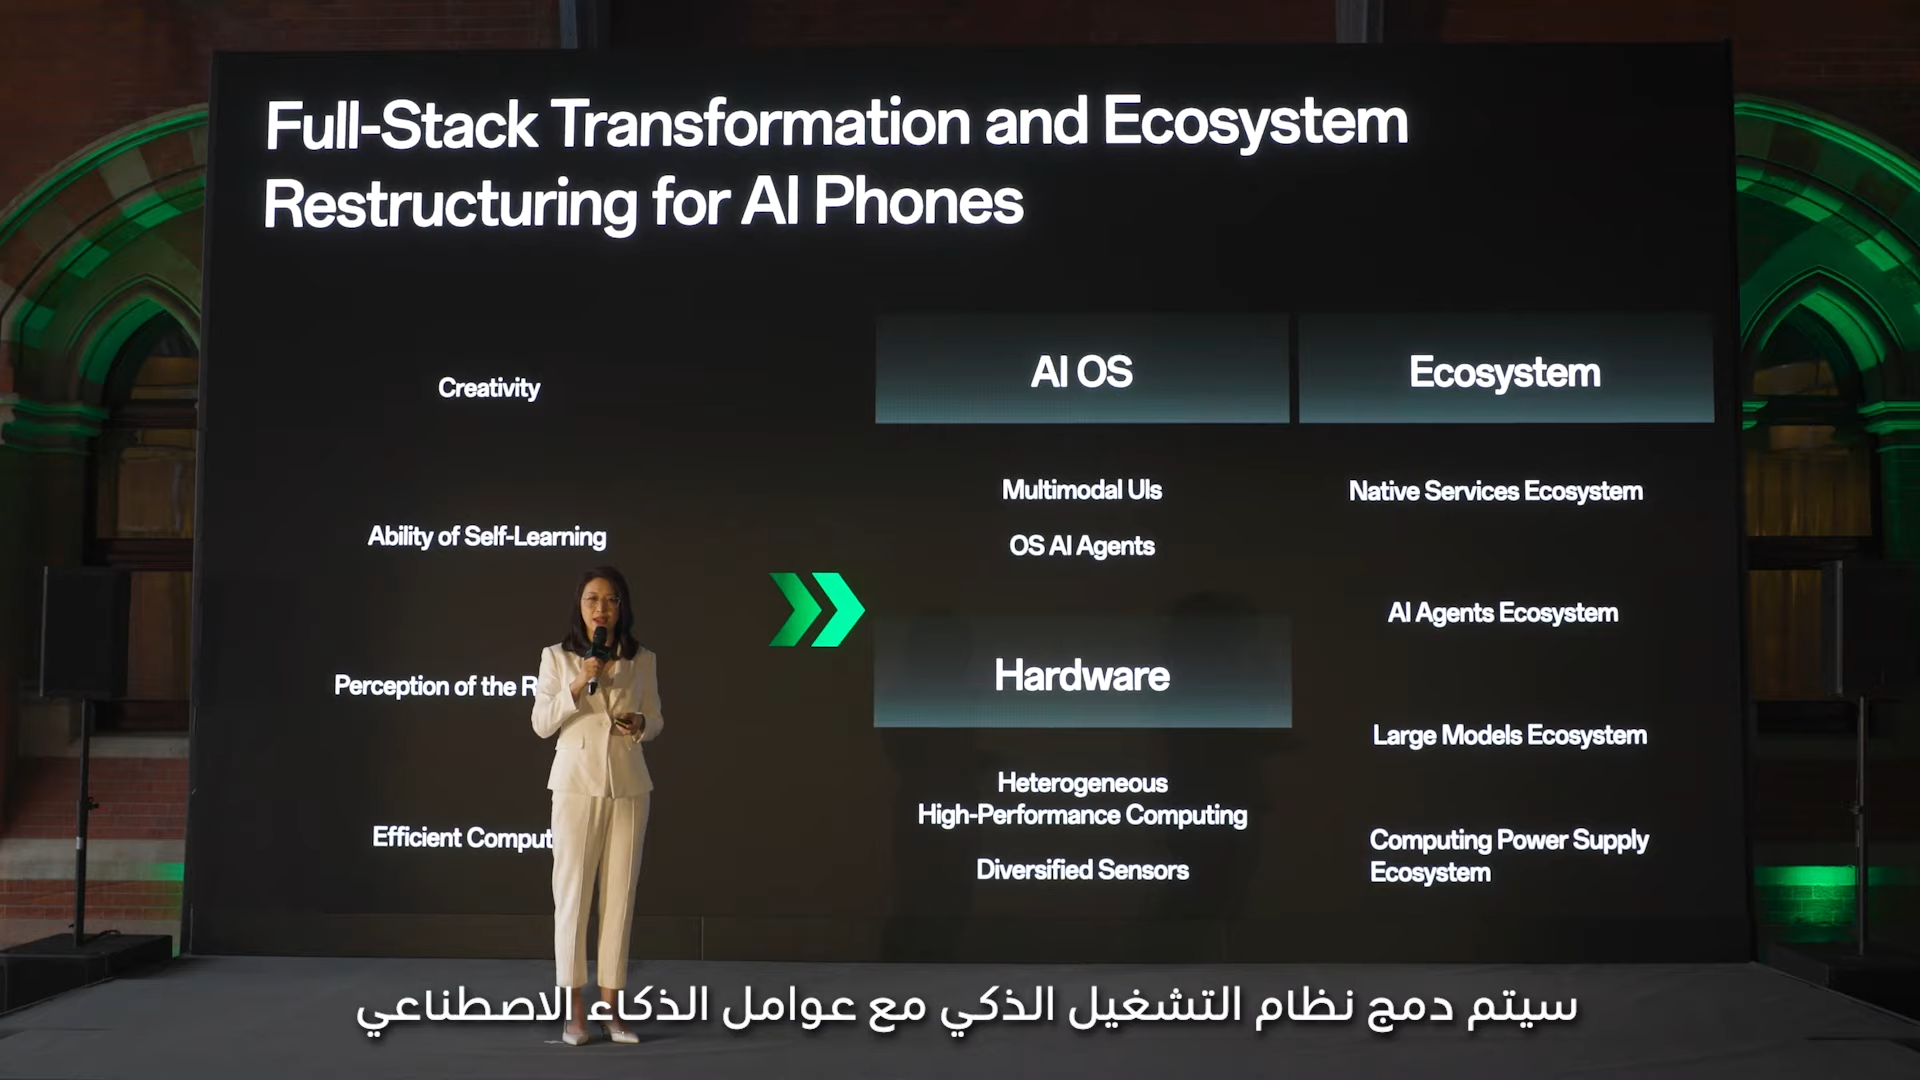 Full-Stack Transformation and Ecosystem
Restructuring for AI Phones
Creativity
Ability of Self-Learning
Perception of the
Efficient
AI OS
Multimodal UIs
OS AI Agents
Hardware
Heterogeneous
High-Performance Computing
Diversified Sensors
Ecosystem
Native Services Ecosystem
AI Agents Ecosystem
Large Models Ecosystem
Computing Power Supply
Ecosystem
سيتم دمج نظام التشغيل الذكي مع عوامل الذكاء الاصطناعي